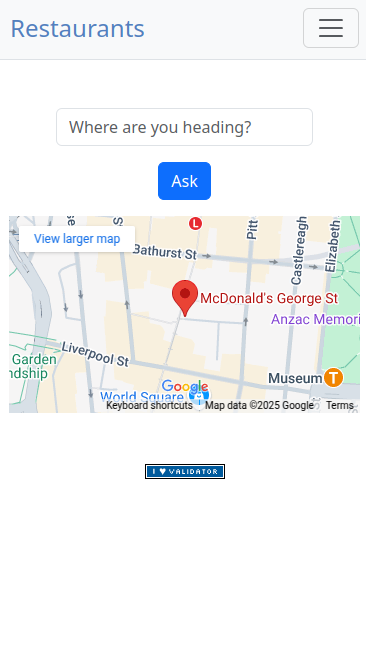 Restaurants
Where are you heading?
Ask
View larger map
L
Pitt
Castlereagh
Elizabeth
Bathurst St
McDonald's George St
Anzac Memori
Garden
ndship
Liverpool St
Museum
T
World Square
Google
Keyboard shortcuts
Map data ©2025 Google
Terms
I ♥ VALIDATOR